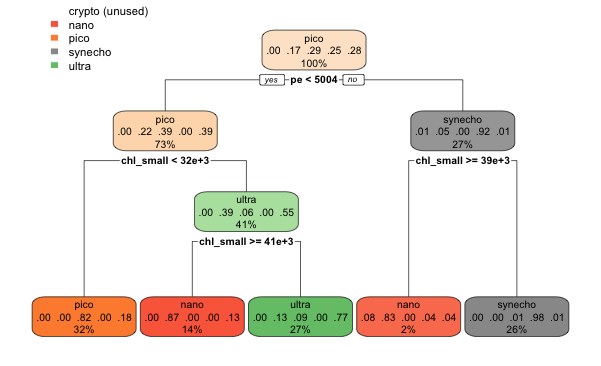 crypto (unused)
nano
pico
synecho
ultra
pico
.00 .17 .29 .25 .28
100%
yes pe < 5004 no
pico
.00 .22 .39 .00 .39
73%
synecho
.01 .05 .00 .92 .01
27%
chl_small < 32e+3
chl_small >= 39e+3
ultra
.00 .39 .06 .00 .55
41%
chl_small >= 41e+3
pico
.00 .00 .82 .00 .18
32%
nano
.00 .87 .00 .00 .13
14%
ultra
.00 .13 .09 .00 .77
27%
nano
.08 .83 .00 .04 .04
2%
synecho
.00 .00 .01 .98 .01
26%